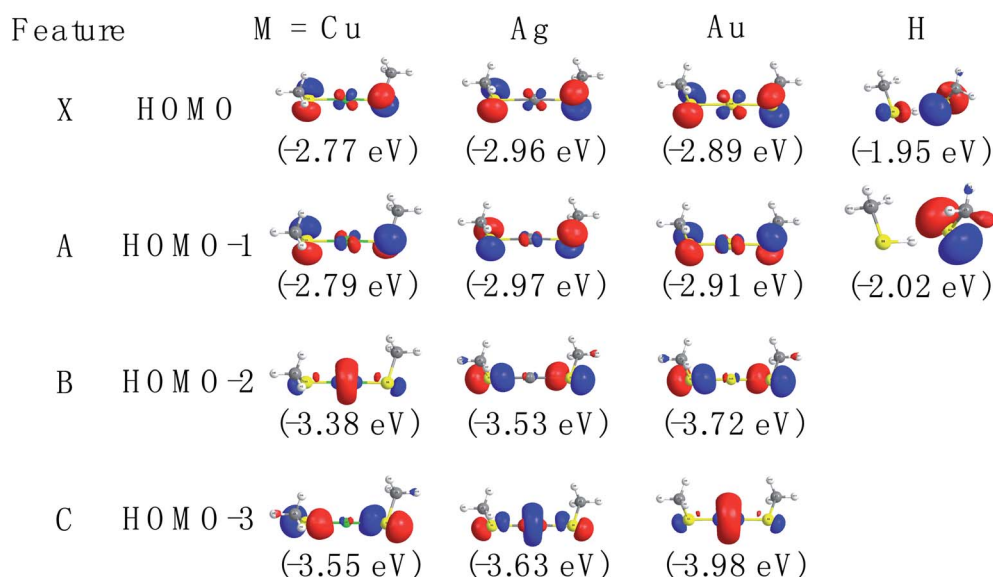 Feature M = Cu Ag Au H
X HOMO
(-2.77 eV) (-2.96 eV) (-2.89 eV) (-1.95 eV)
A HOMO-1
(-2.79 eV) (-2.97 eV) (-2.91 eV) (-2.02 eV)
B HOMO-2
(-3.38 eV) (-3.53 eV) (-3.72 eV)
C HOMO-3
(-3.55 eV) (-3.63 eV) (-3.98 eV)